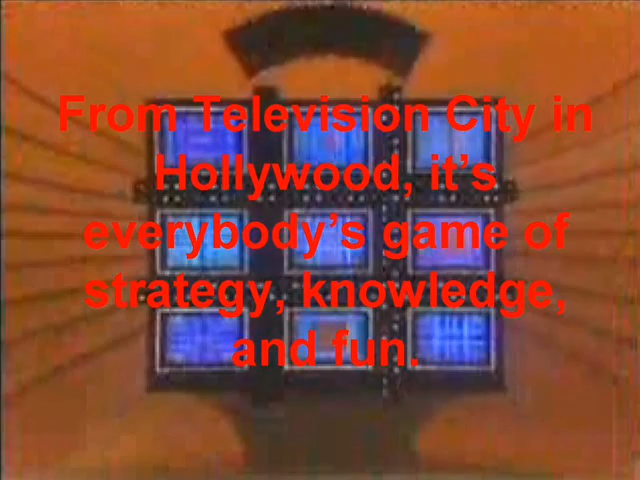 From Television City in
Hollywood, it’s
everybody’s game of
strategy, knowledge,
and fun.